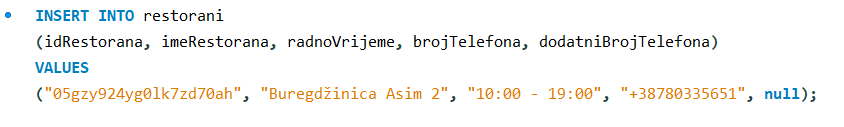 INSERT INTO restorani
(idRestorana, imeRestorana, radnoVrijeme, brojTelefona, dodatniBrojTelefona)
VALUES
("05gzy924yg0lk7zd70ah", "Buregdžinica Asim 2", "10:00 - 19:00", "+38780335651", null);